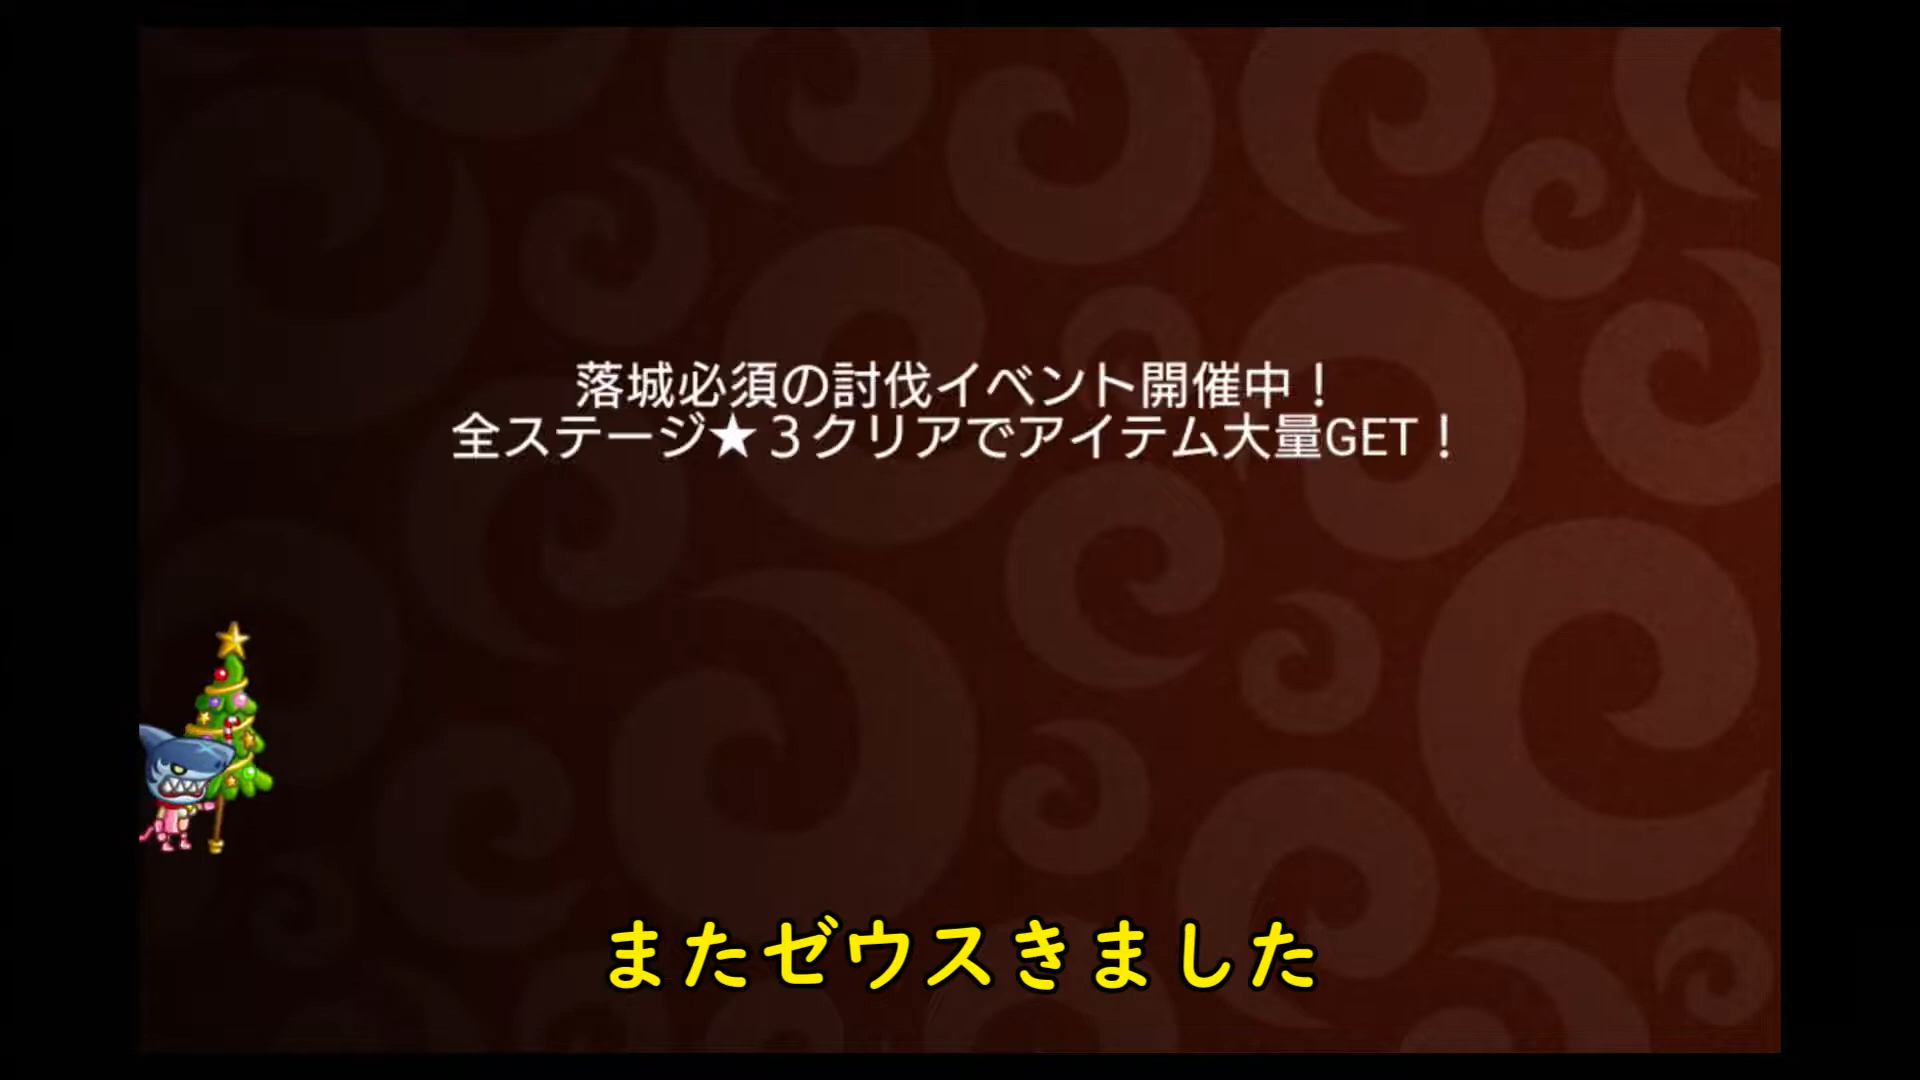 落城必須の討伐イベント開催中！
全ステージ★３クリアでアイテム大量GET！
またゼウスきました